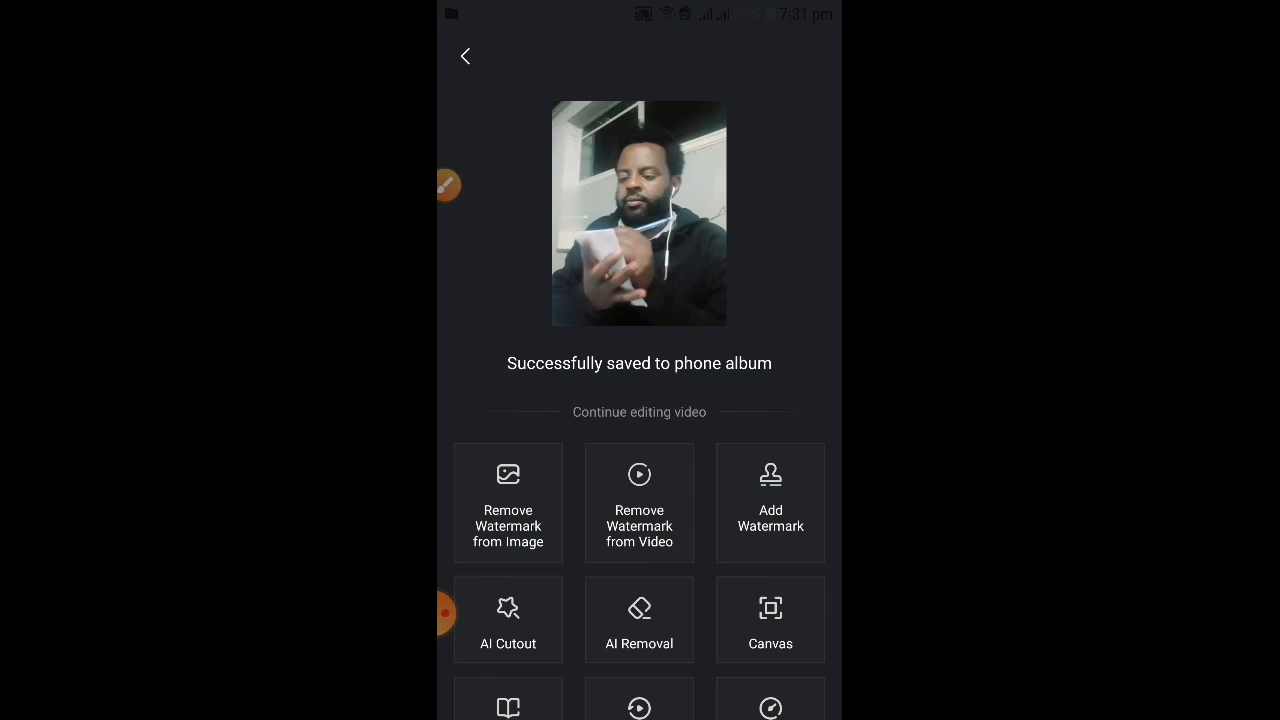 7:31 pm
Successfully saved to phone album
Continue editing video
Remove
Watermark
from Image
Remove
Watermark
from Video
Add
Watermark
AI Cutout
AI Removal
Canvas